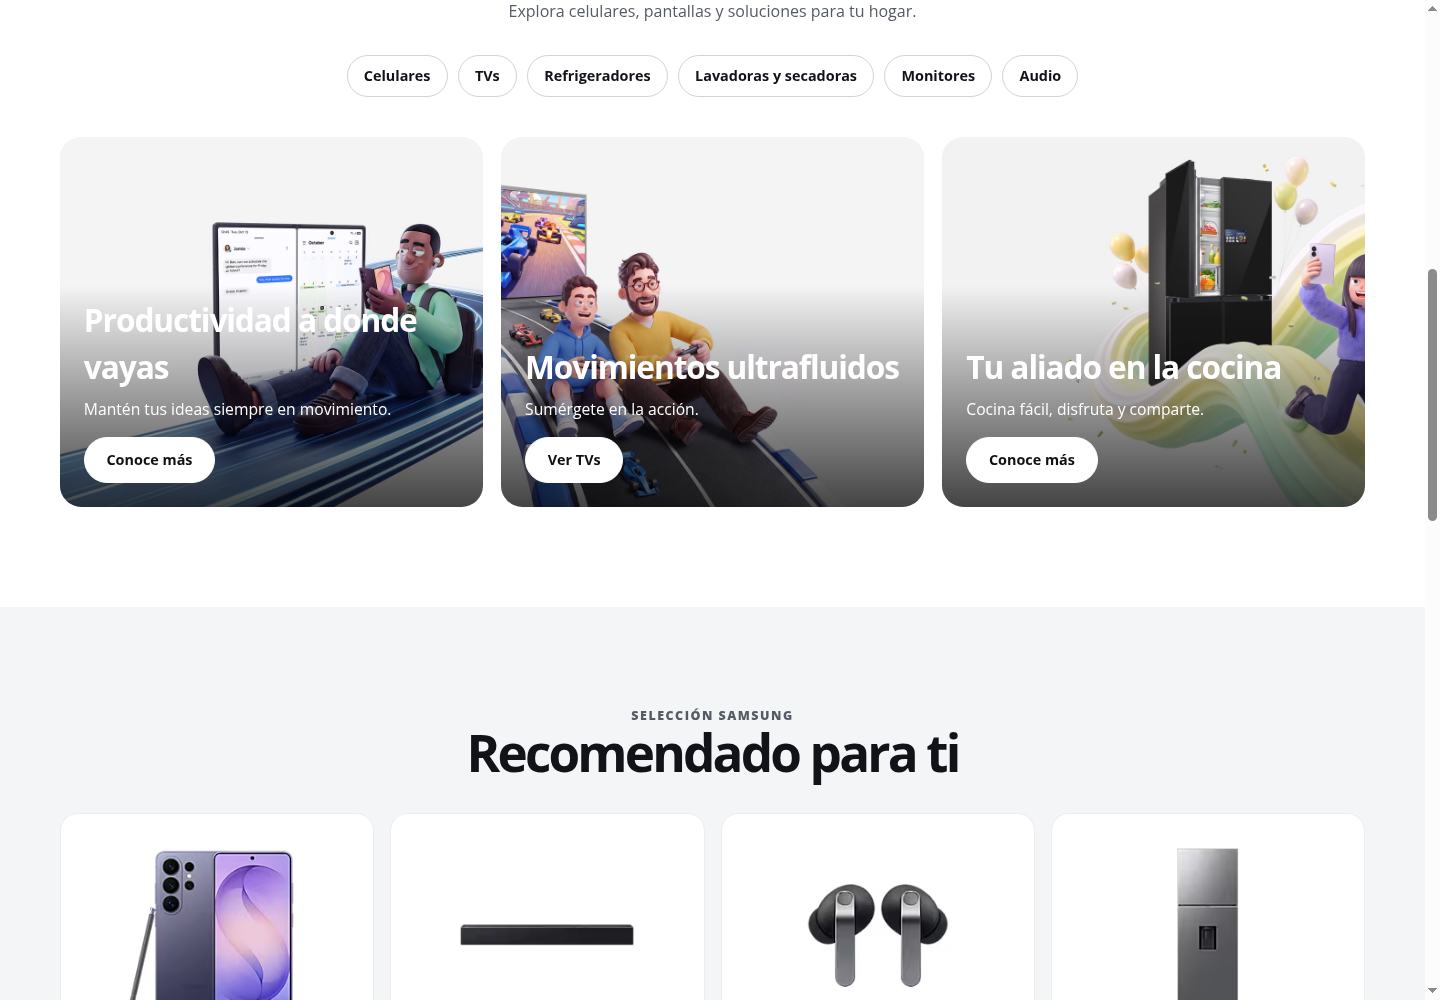 Explora celulares, pantallas y soluciones para tu hogar.
Celulares
TVs
Refrigeradores
Lavadoras y secadoras
Monitores
Audio
October
Productividad a donde
vayas
Mantén tus ideas siempre en movimiento.
Conoce más
Movimientos ultrafluidos
Sumérgete en la acción.
Ver TVs
Tu aliado en la cocina
Cocina fácil, disfruta y comparte.
Conoce más
SELECCIÓN SAMSUNG
Recomendado para ti